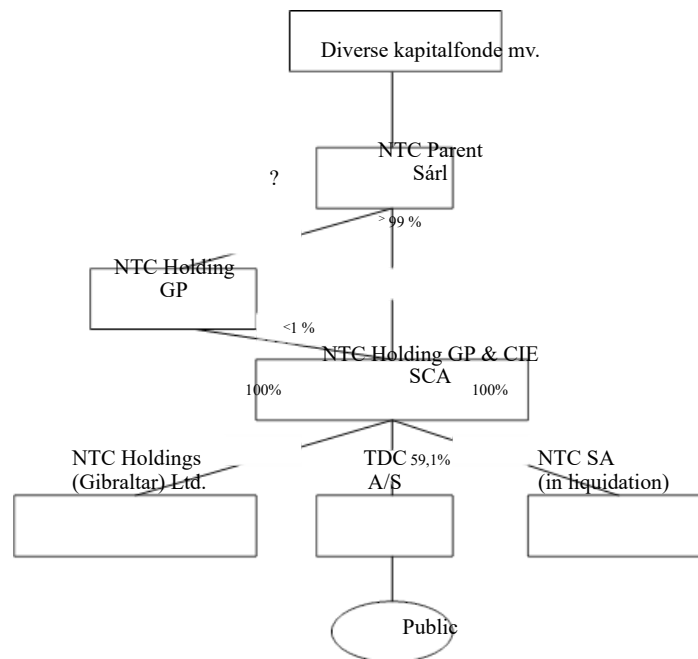 Diverse kapitalfonde mv.
NTC Parent
Sárl
?
> 99 %
NTC Holding
GP
<1 %
NTC Holding GP & CIE
SCA
100%
100%
NTC Holdings
(Gibraltar) Ltd.
TDC 59,1%
A/S
NTC SA
(in liquidation)
Public